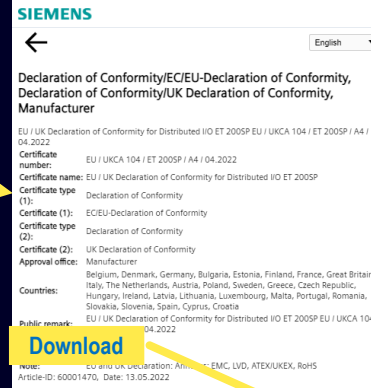 SIEMENS
English
Declaration of Conformity/EC/EU-Declaration of Conformity,
Declaration of Conformity/UK Declaration of Conformity,
Manufacturer
EU / UK Declaration of Conformity for Distributed I/O ET 200SP EU / UKCA 104 / ET 200SP / A4 /
04.2022
Certificate number: EU / UKCA 104 / ET 200SP / A4 / 04.2022
Certificate name: EU / UK Declaration of Conformity for Distributed I/O ET 200SP
Certificate type (1): Declaration of Conformity
Certificate (1): EC/EU-Declaration of Conformity
Certificate type (2): Declaration of Conformity
Certificate (2): UK Declaration of Conformity
Approval office: Manufacturer
Countries: Belgium, Denmark, Germany, Bulgaria, Estonia, Finland, France, Great Britain
Italy, The Netherlands, Austria, Poland, Sweden, Greece, Czech Republic,
Hungary, Ireland, Latvia, Lithuania, Luxembourg, Malta, Portugal, Romania,
Slovakia, Slovenia, Spain, Cyprus, Croatia
Public remark: EU / UK Declaration of Conformity for Distributed I/O ET 200SP EU / UKCA 104
04.2022
Download
Note: EU and UK Declaration: EMC, LVD, ATEX/UKEX, RoHS
Article-ID: 60001470, Date: 13.05.2022